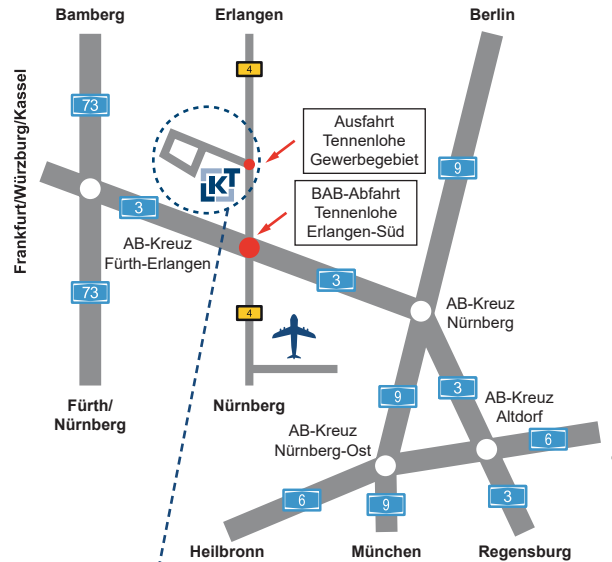 Bamberg
Erlangen
Berlin
4
73
Ausfahrt
Tennenlohe
Gewerbegebiet
9
Frankfurt/Würzburg/Kassel
LKT
BAB-Abfahrt
Tennenlohe
Erlangen-Süd
3
AB-Kreuz
Fürth-Erlangen
3
73
4
AB-Kreuz
Nürnberg
9
3
Fürth/
Nürnberg
Nürnberg
AB-Kreuz
Altdorf
AB-Kreuz
Nürnberg-Ost
6
6
9
3
Heilbronn
München
Regensburg